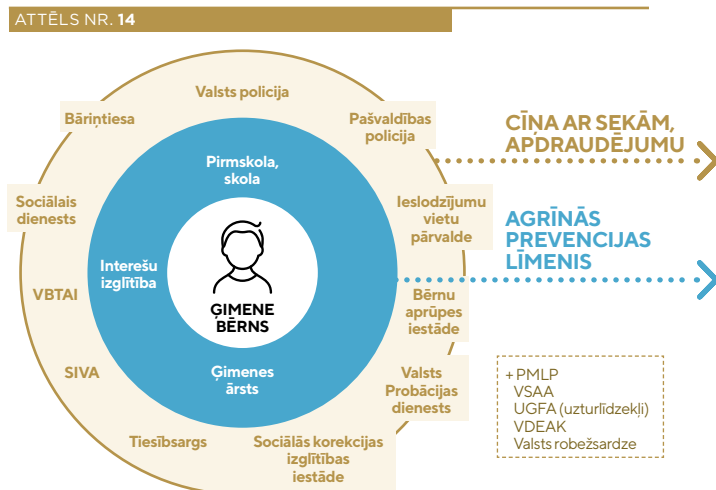 ATTĒLS NR. 14
Valsts policija
Bāriņtiesa
Pašvaldības
policija
CĪŅA AR SEKĀM,
APDRAUDĒJUMU
Pirmskola,
skola
Sociālais
dienests
Ieslodzījumu
vietu
pārvalde
AGRĪNĀS
PREVENCIJAS
LĪMENIS
Interešu
izglītība
VBTAI
ĢIMENE
BĒRNS
Bērnu
aprūpes
iestāde
SIVA
Ģimenes
ārsts
Valsts
Probācijas
dienests
+ PMLP
VSAA
UGFA (uzturlīdzekļi)
VDEAK
Valsts robežsardze
Tiesībsargs
Sociālās korekcijas
izglītības
iestāde